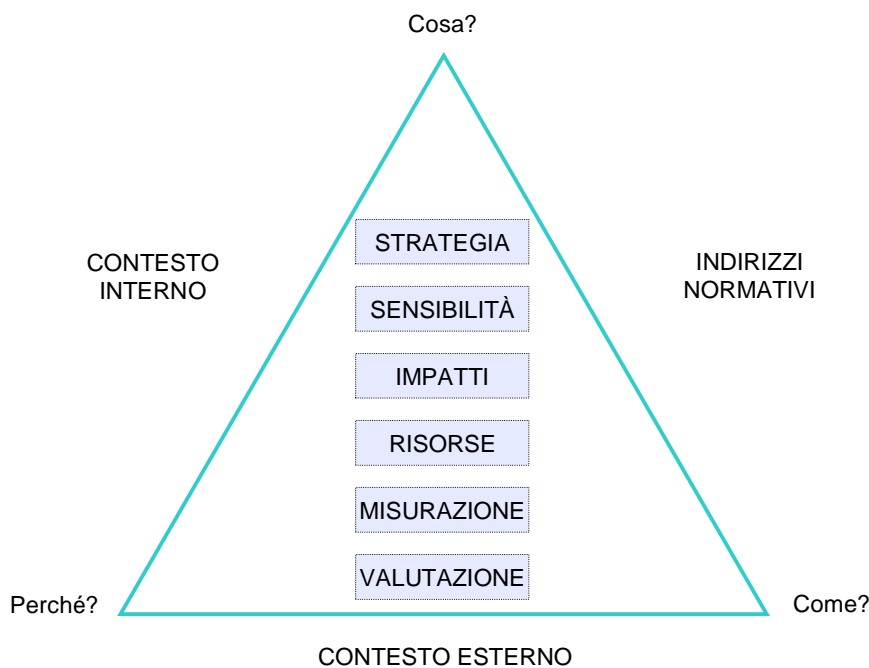 Cosa?
STRATEGIA
CONTESTO
INTERNO
INDIRIZZI
NORMATIVI
SENSIBILITÀ
IMPATTI
RISORSE
MISURAZIONE
VALUTAZIONE
Perché?
Come?
CONTESTO ESTERNO